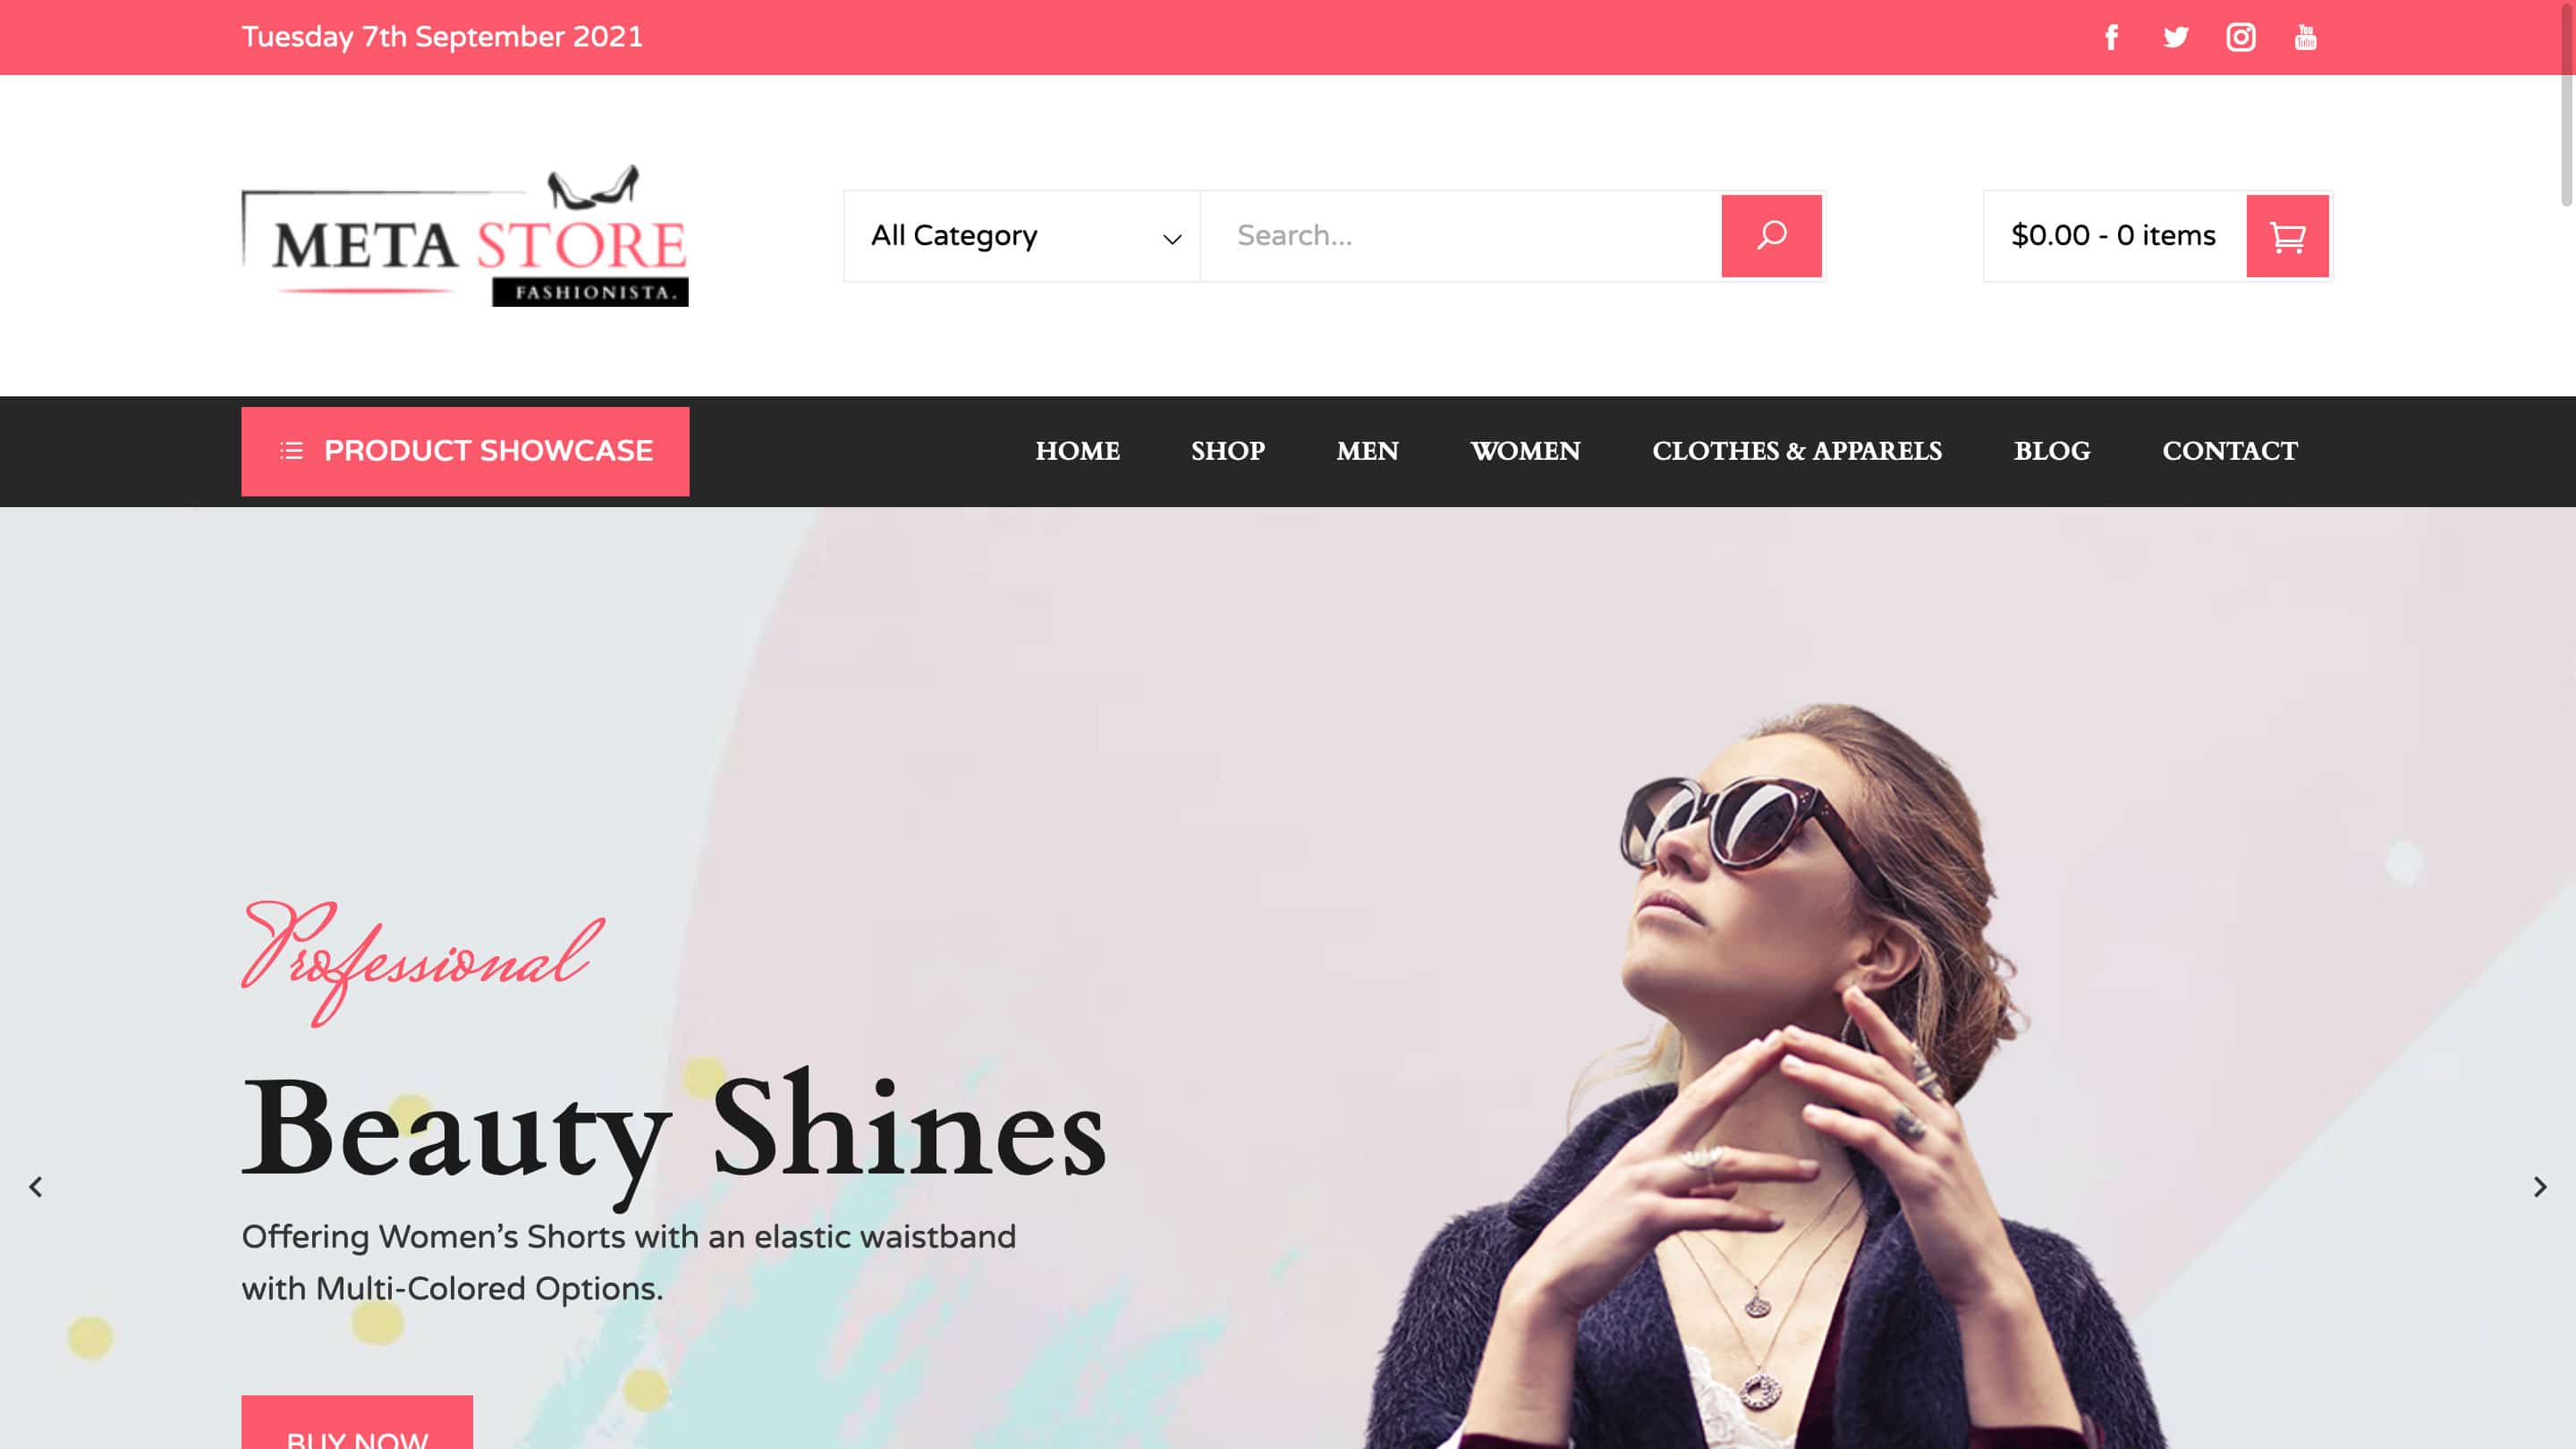 Tuesday 7th September 2021
You
Tube
META STORE
FASHIONISTA.
All Category
Search...
$0.00 - 0 items
PRODUCT SHOWCASE
HOME SHOP MEN WOMEN CLOTHES & APPARELS BLOG CONTACT
Professional
Beauty Shines
Offering Women’s Shorts with an elastic waistband
with Multi-Colored Options.
BUY NOW